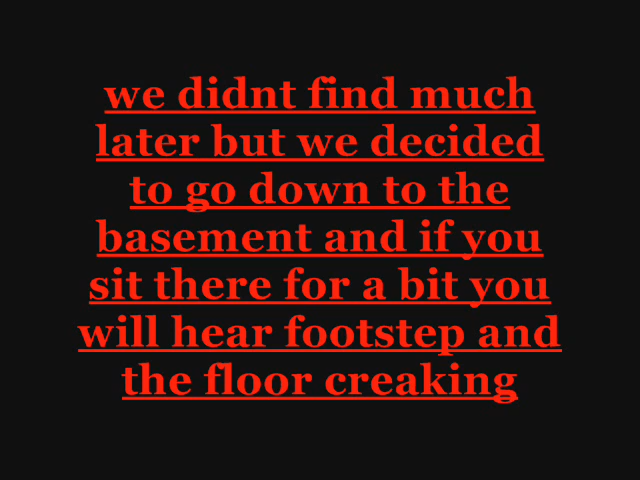 we didnt find much
later but we decided
to go down to the
basement and if you
sit there for a bit you
will hear footstep and
the floor creaking